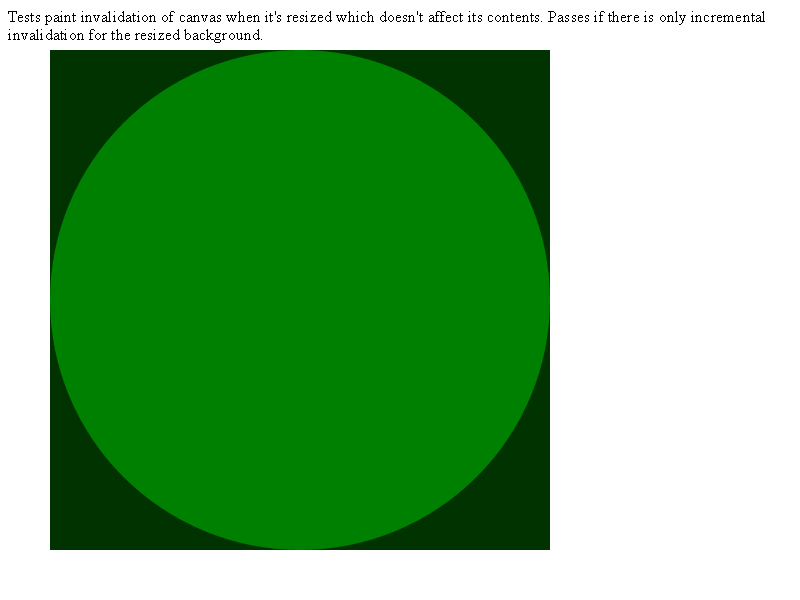 Tests paint invalidation of canvas when it's resized which doesn't affect its contents. Passes if there is only incremental
invalidation for the resized background.